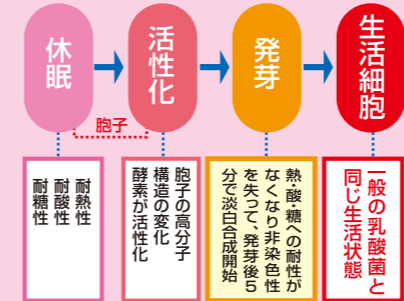 休眠
活性化
発芽
生活細胞
胞子
耐熱性
耐酸性
耐糖性
胞子の高分子
構造の変化
酵素が活性化
熱・酸・糖への耐性が
なくなり非染色性
を失って、発芽後5
分で淡白合成開始
一般の乳酸菌と
同じ生活状態